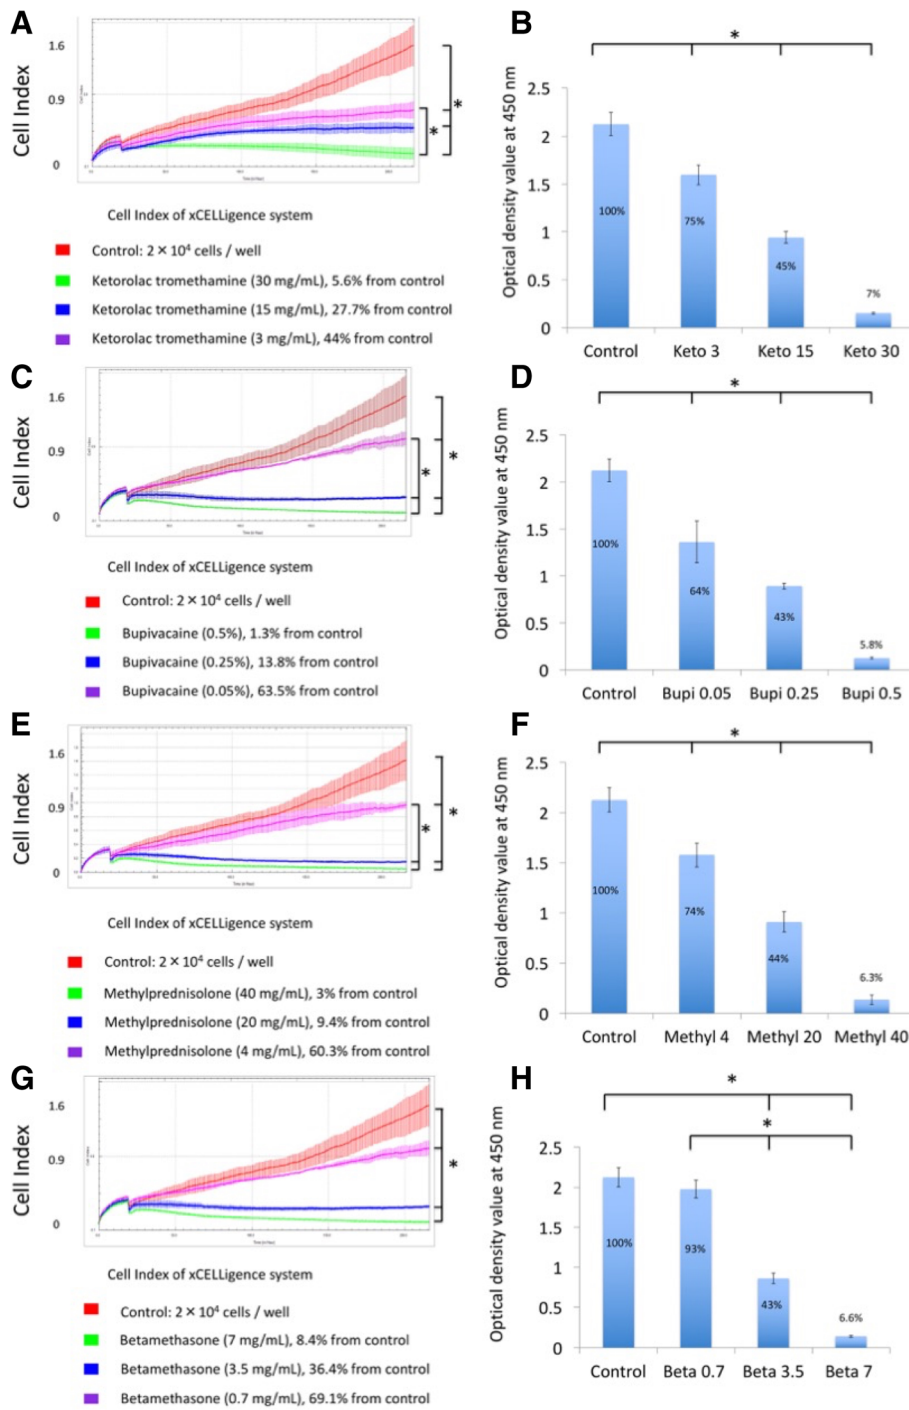 A
Cell Index
1.6
0.9
0
*
*
Cell Index of xCELLigence system
Control: 2 × 10⁴ cells / well
Ketorolac tromethamine (30 mg/mL), 5.6% from control
Ketorolac tromethamine (15 mg/mL), 27.7% from control
Ketorolac tromethamine (3 mg/mL), 44% from control
B
*
Optical density value at 450 nm
2.5
2
1.5
1
0.5
0
100%
75%
45%
7%
Control Keto 3 Keto 15 Keto 30
C
Cell Index
1.6
0.9
0
*
*
Cell Index of xCELLigence system
Control: 2 × 10⁴ cells / well
Bupivacaine (0.5%), 1.3% from control
Bupivacaine (0.25%), 13.8% from control
Bupivacaine (0.05%), 63.5% from control
D
*
Optical density value at 450 nm
2.5
2
1.5
1
0.5
0
100%
64%
43%
5.8%
Control Bupi 0.05 Bupi 0.25 Bupi 0.5
E
Cell Index
1.6
0.9
0
*
*
Cell Index of xCELLigence system
Control: 2 × 10⁴ cells / well
Methylprednisolone (40 mg/mL), 3% from control
Methylprednisolone (20 mg/mL), 9.4% from control
Methylprednisolone (4 mg/mL), 60.3% from control
F
*
Optical density value at 450 nm
2.5
2
1.5
1
0.5
0
100%
74%
44%
6.3%
Control Methyl 4 Methyl 20 Methyl 40
G
Cell Index
1.6
0.9
0
*
Cell Index of xCELLigence system
Control: 2 × 10⁴ cells / well
Betamethasone (7 mg/mL), 8.4% from control
Betamethasone (3.5 mg/mL), 36.4% from control
Betamethasone (0.7 mg/mL), 69.1% from control
H
*
*
Optical density value at 450 nm
2.5
2
1.5
1
0.5
0
100%
93%
43%
6.6%
Control Beta 0.7 Beta 3.5 Beta 7